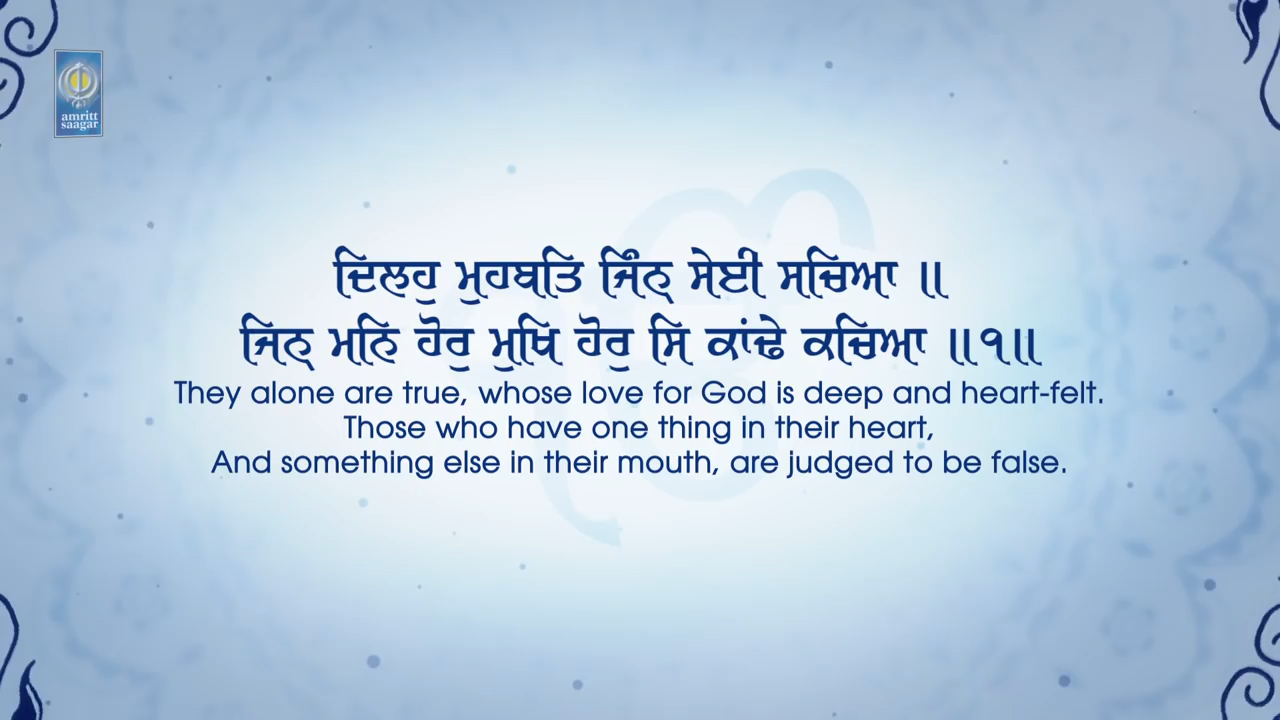 amritt
saagar
ਦਿਲਹੁ ਮੁਹਬਤਿ ਜਿੰਨੑ ਸੇਈ ਸਚਿਆ ॥
ਜਿਨੑ ਮਨਿ ਹੋਰੁ ਮੁਖਿ ਹੋਰੁ ਸਿ ਕਾਂਢੇ ਕਚਿਆ ॥੧॥
They alone are true, whose love for God is deep and heart-felt.
Those who have one thing in their heart,
And something else in their mouth, are judged to be false.